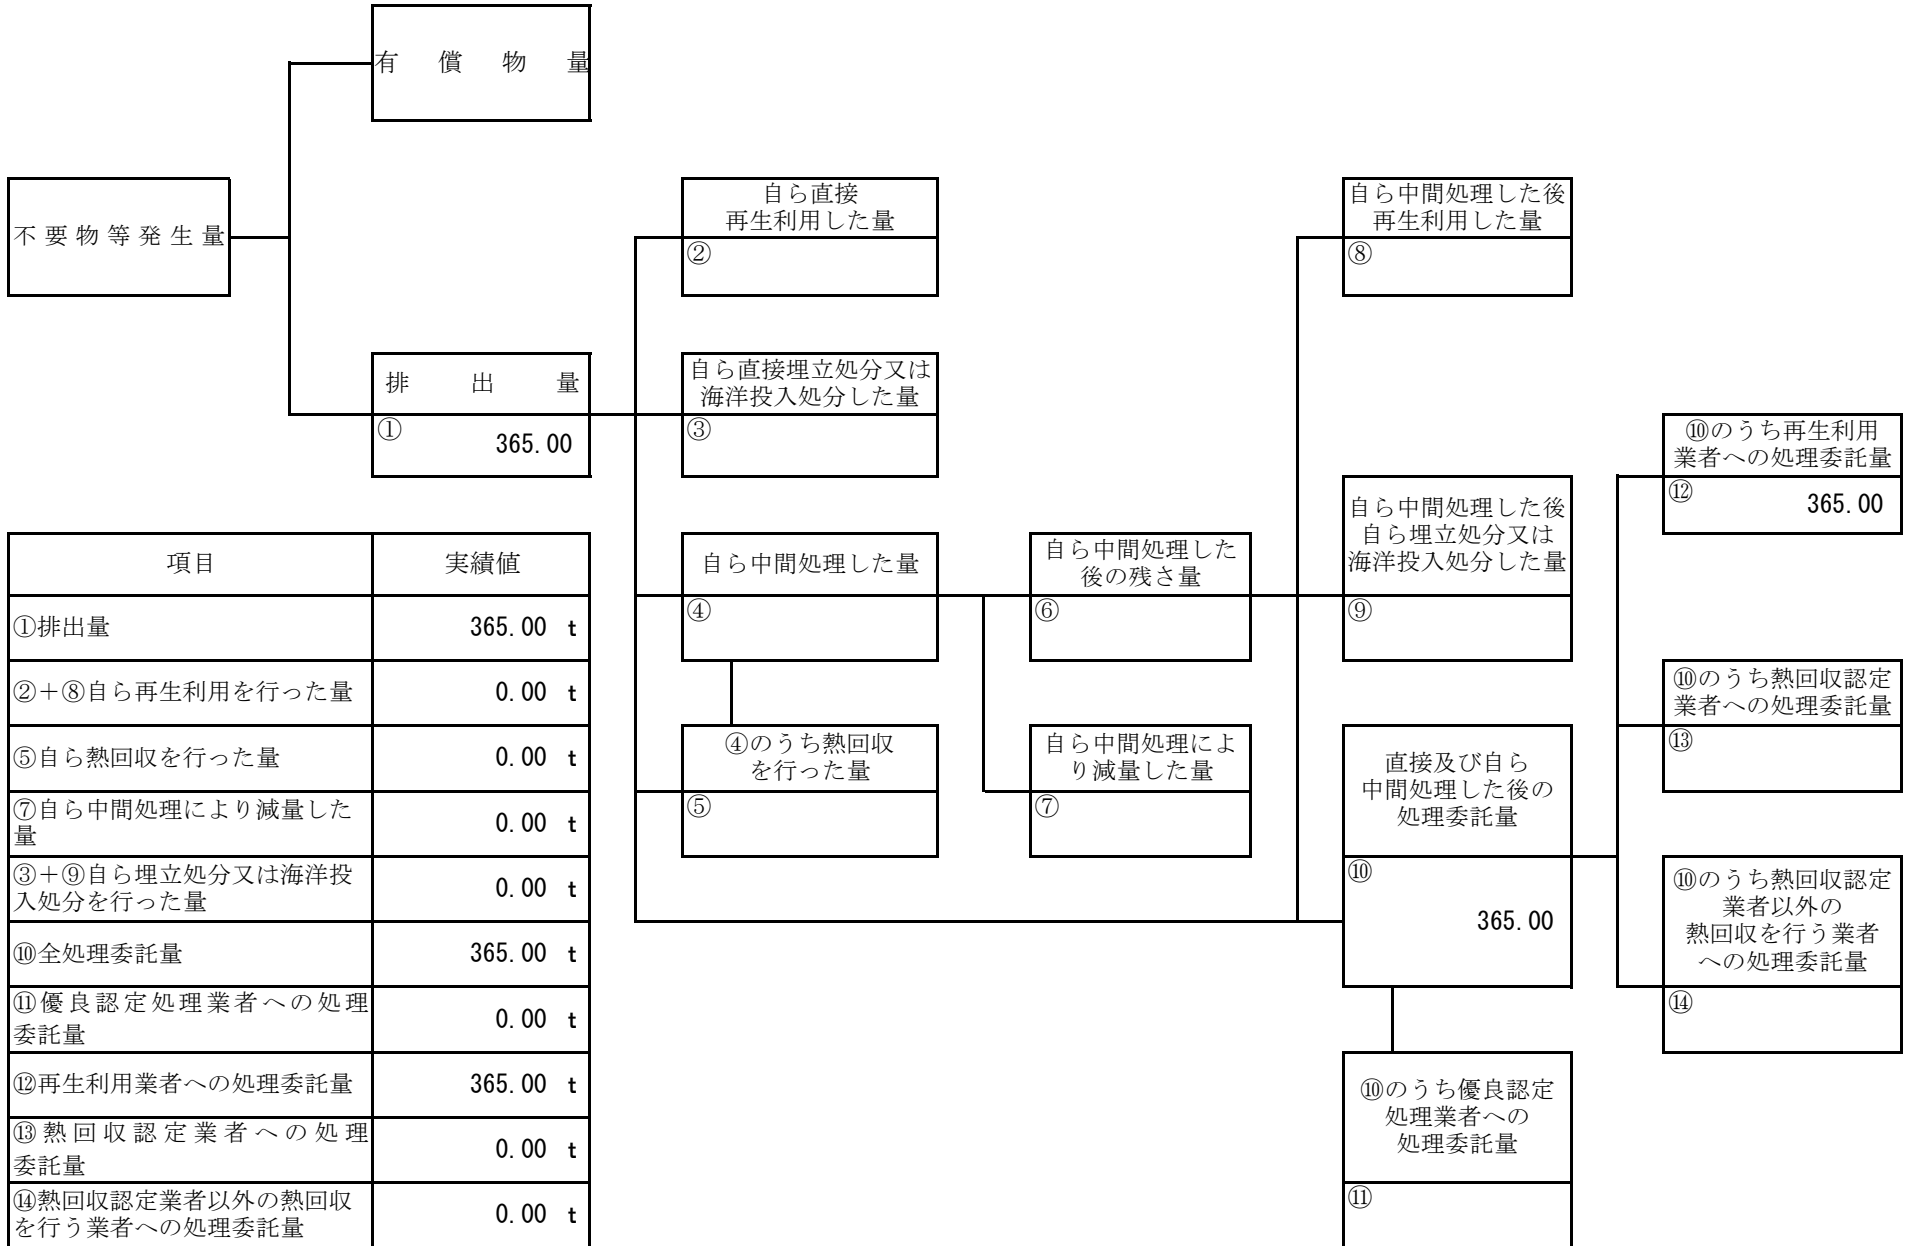 有償物量
不要物等発生量
自ら直接
再生利用した量
②
自ら中間処理した後
再生利用した量
⑧
排出量
①
365.00
自ら直接埋立処分又は
海洋投入処分した量
③
⑩のうち再生利用
業者への処理委託量
⑫
365.00
自ら中間処理した量
④
自ら中間処理した
後の残さ量
⑥
自ら中間処理した後
自ら埋立処分又は
海洋投入処分した量
⑨
⑩のうち熱回収認定
業者への処理委託量
⑬
④のうち熱回収
を行った量
⑤
自ら中間処理によ
り減量した量
⑦
直接及び自ら
中間処理した後の
処理委託量
⑩
365.00
⑩のうち熱回収認定
業者以外の
熱回収を行う業者
への処理委託量
⑭
⑩のうち優良認定
処理業者への
処理委託量
⑪
項目 実績値
①排出量 365.00 t
②+⑧自ら再生利用を行った量 0.00 t
⑤自ら熱回収を行った量 0.00 t
⑦自ら中間処理により減量した
量 0.00 t
③+⑨自ら埋立処分又は海洋投
入処分を行った量 0.00 t
⑩全処理委託量 365.00 t
⑪優良認定処理業者への処理
委託量 0.00 t
⑫再生利用業者への処理委託量 365.00 t
⑬熱回収認定業者への処理
委託量 0.00 t
⑭熱回収認定業者以外の熱回収
を行う業者への処理委託量 0.00 t